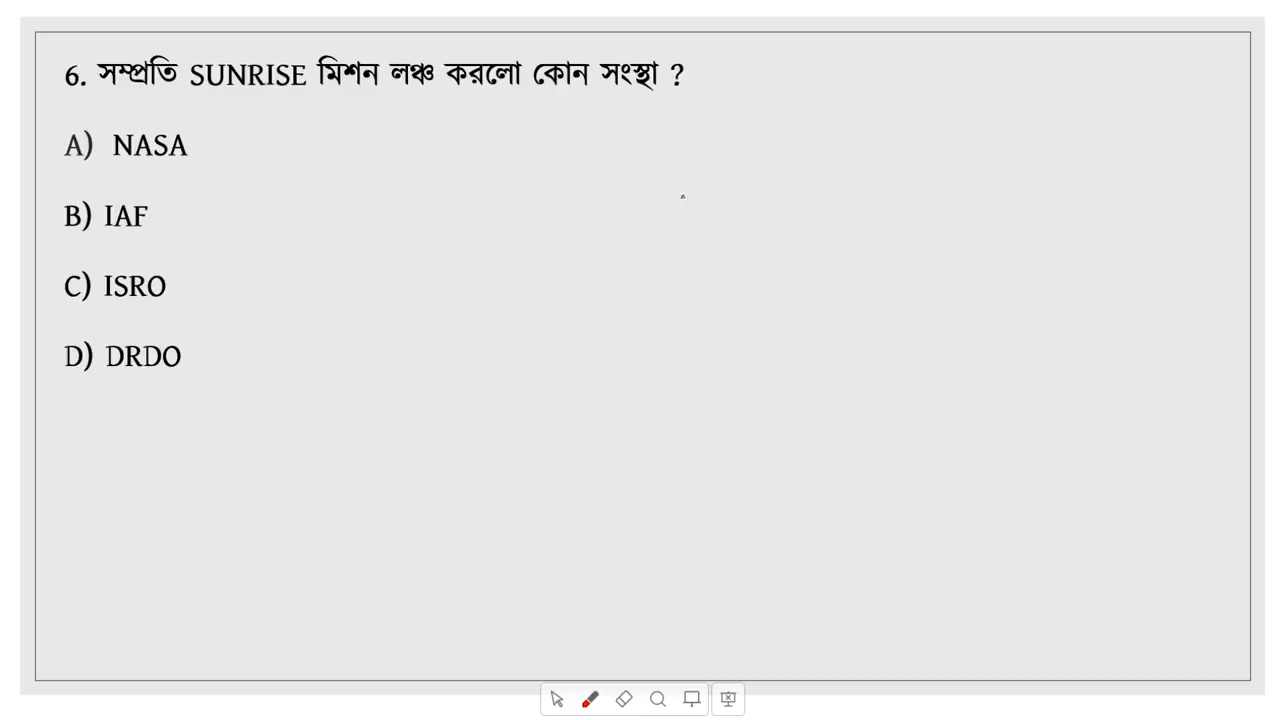 6. সম্প্রতি SUNRISE মিশন লঞ্চ করলো কোন সংস্থা ?
A) NASA
B) IAF
C) ISRO
D) DRDO